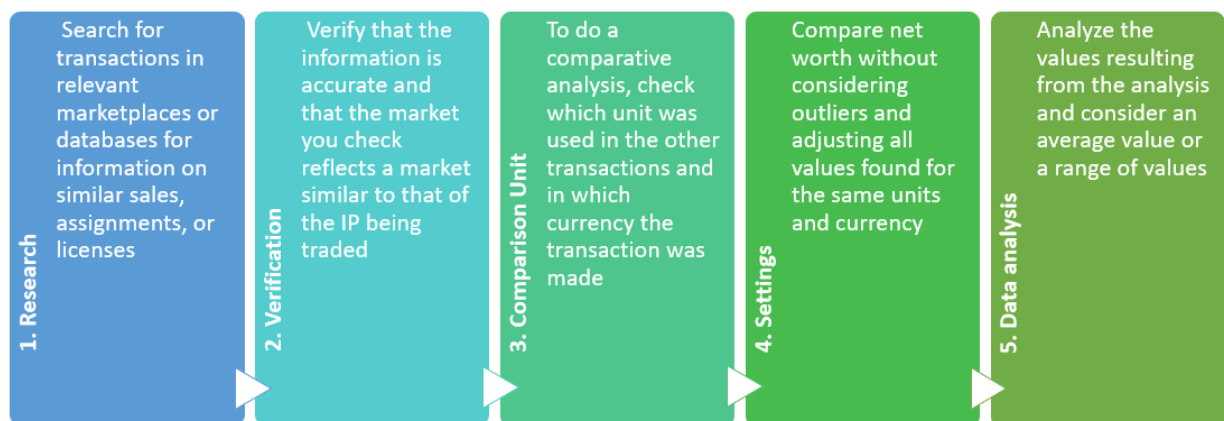 1. Research
Search for
transactions in
relevant
marketplaces or
databases for
information on
similar sales,
assignments, or
licenses
2. Verification
Verify that the
information is
accurate and
that the market
you check
reflects a market
similar to that of
the IP being
traded
3. Comparison Unit
To do a
comparative
analysis, check
which unit was
used in the other
transactions and
in which
currency the
transaction was
made
4. Settings
Compare net
worth without
considering
outliers and
adjusting all
values found for
the same units
and currency
5. Data analysis
Analyze the
values resulting
from the analysis
and consider an
average value or
a range of values